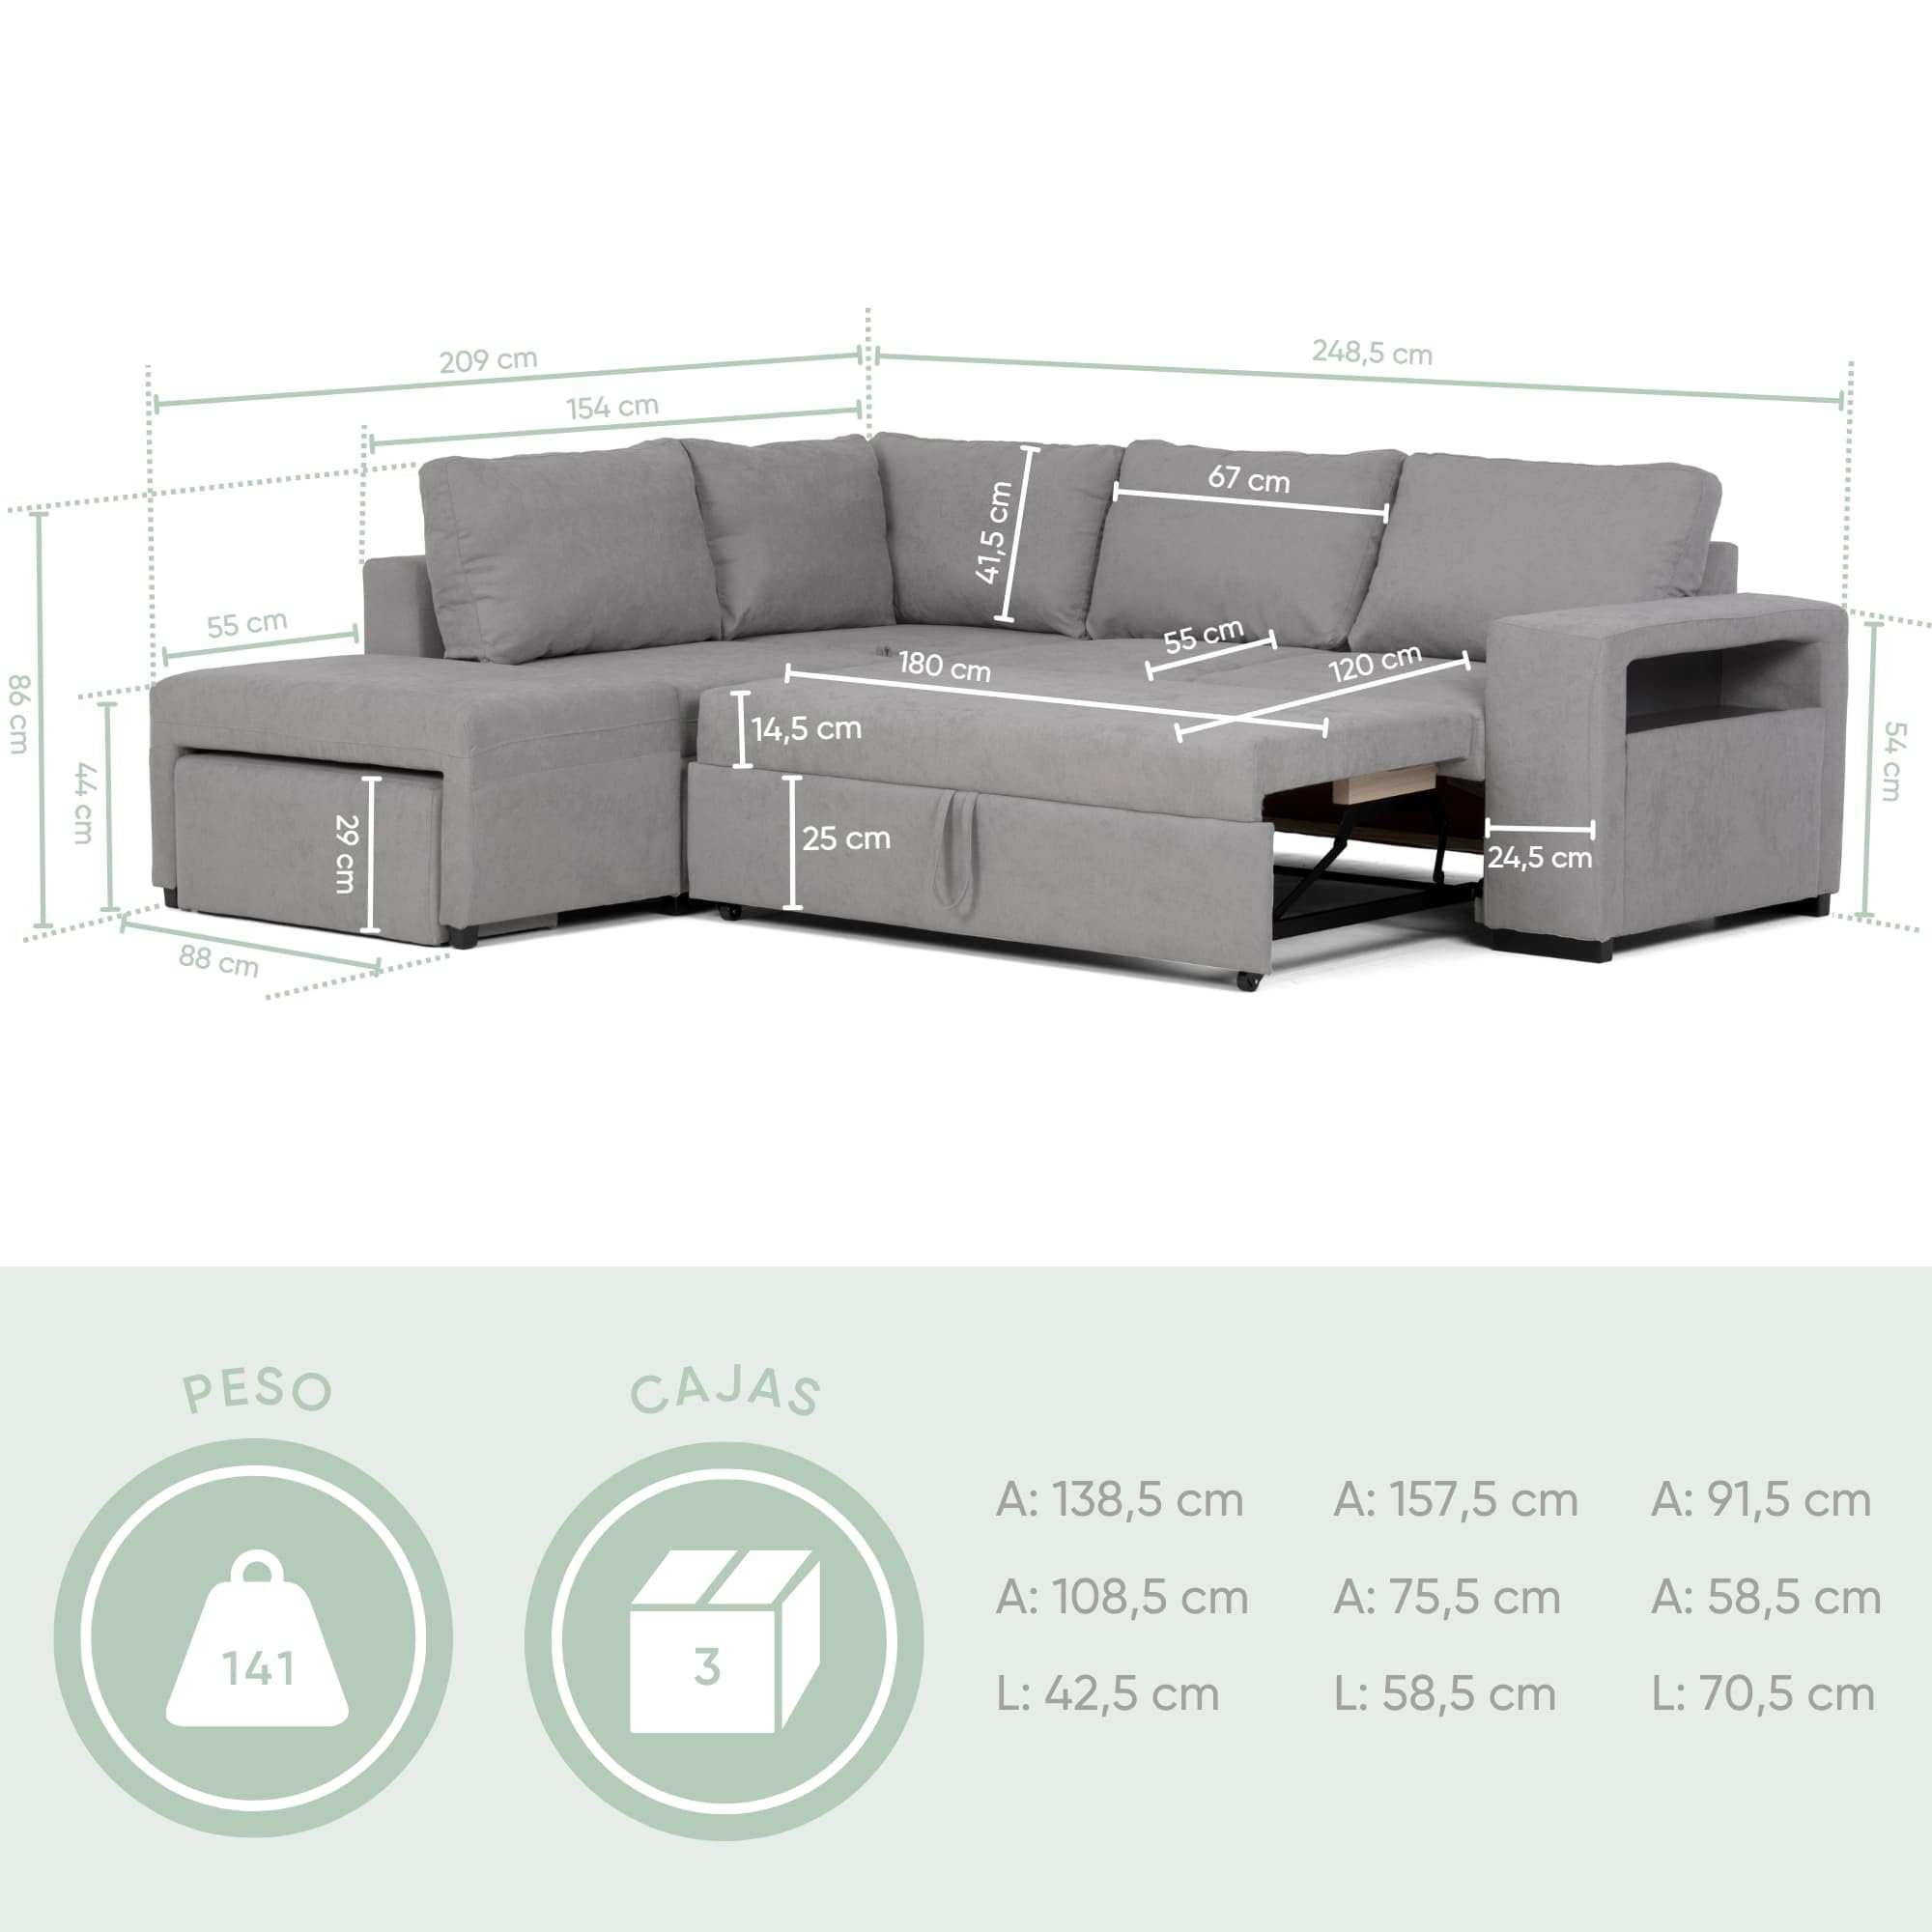 209 cm
248,5 cm
154 cm
67 cm
41,5 cm
55 cm
55 cm
180 cm
120 cm
86 cm
14,5 cm
44 cm
54 cm
29 cm
25 cm
24,5 cm
88 cm
PESO
CAJAS
141
3
A: 138,5 cm
A: 108,5 cm
L: 42,5 cm
A: 157,5 cm
A: 75,5 cm
L: 58,5 cm
A: 91,5 cm
A: 58,5 cm
L: 70,5 cm